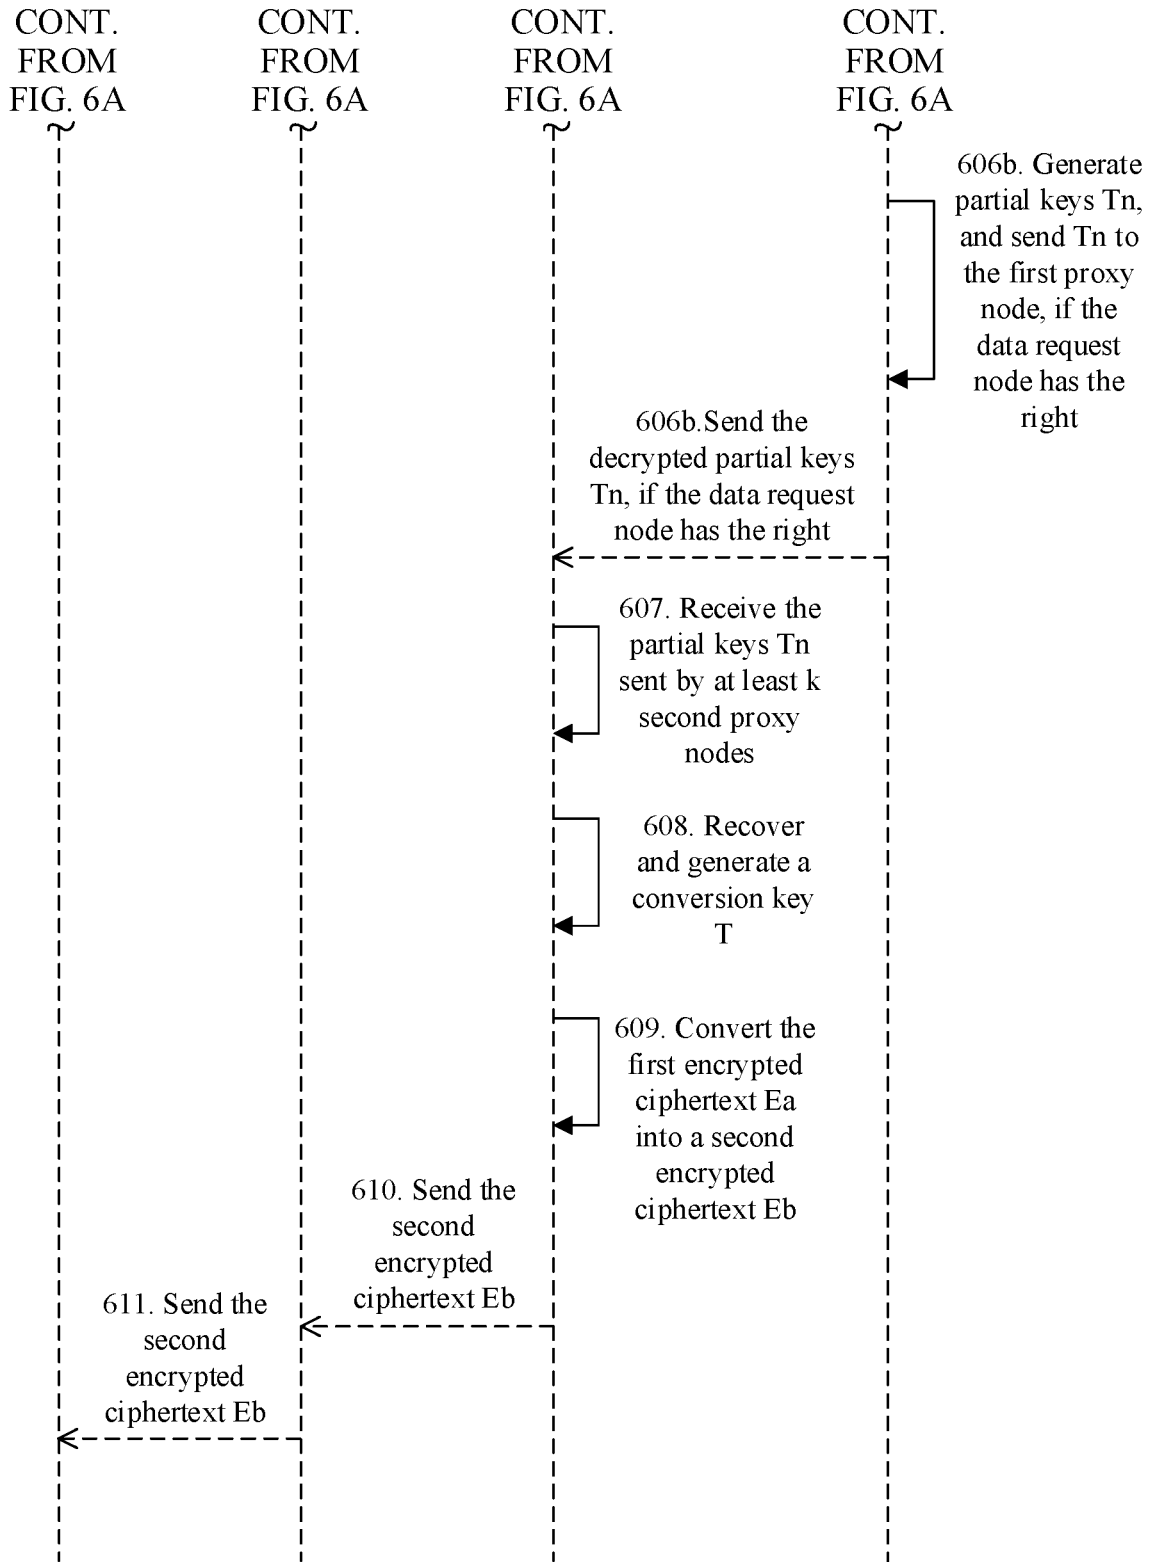 CONT.
FROM
FIG. 6A
CONT.
FROM
FIG. 6A
CONT.
FROM
FIG. 6A
CONT.
FROM
FIG. 6A
606b. Generate
partial keys Tn,
and send Tn to
the first proxy
node, if the
data request
node has the
right
606b.Send the
decrypted partial keys
Tn, if the data request
node has the right
607. Receive the
partial keys Tn
sent by at least k
second proxy
nodes
608. Recover
and generate a
conversion key
T
609. Convert the
first encrypted
ciphertext Ea
into a second
encrypted
ciphertext Eb
610. Send the
second
encrypted
ciphertext Eb
611. Send the
second
encrypted
ciphertext Eb